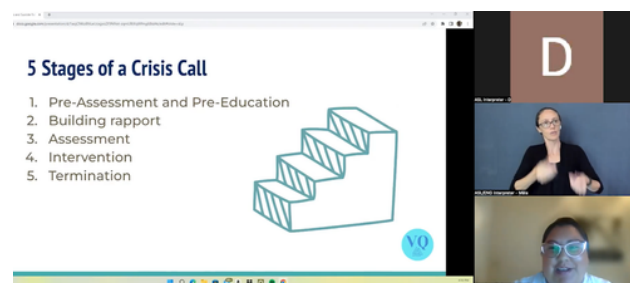 5 Stages of a Crisis Call
1. Pre-Assessment and Pre-Education
2. Building rapport
3. Assessment
4. Intervention
5. Termination
VQ
D